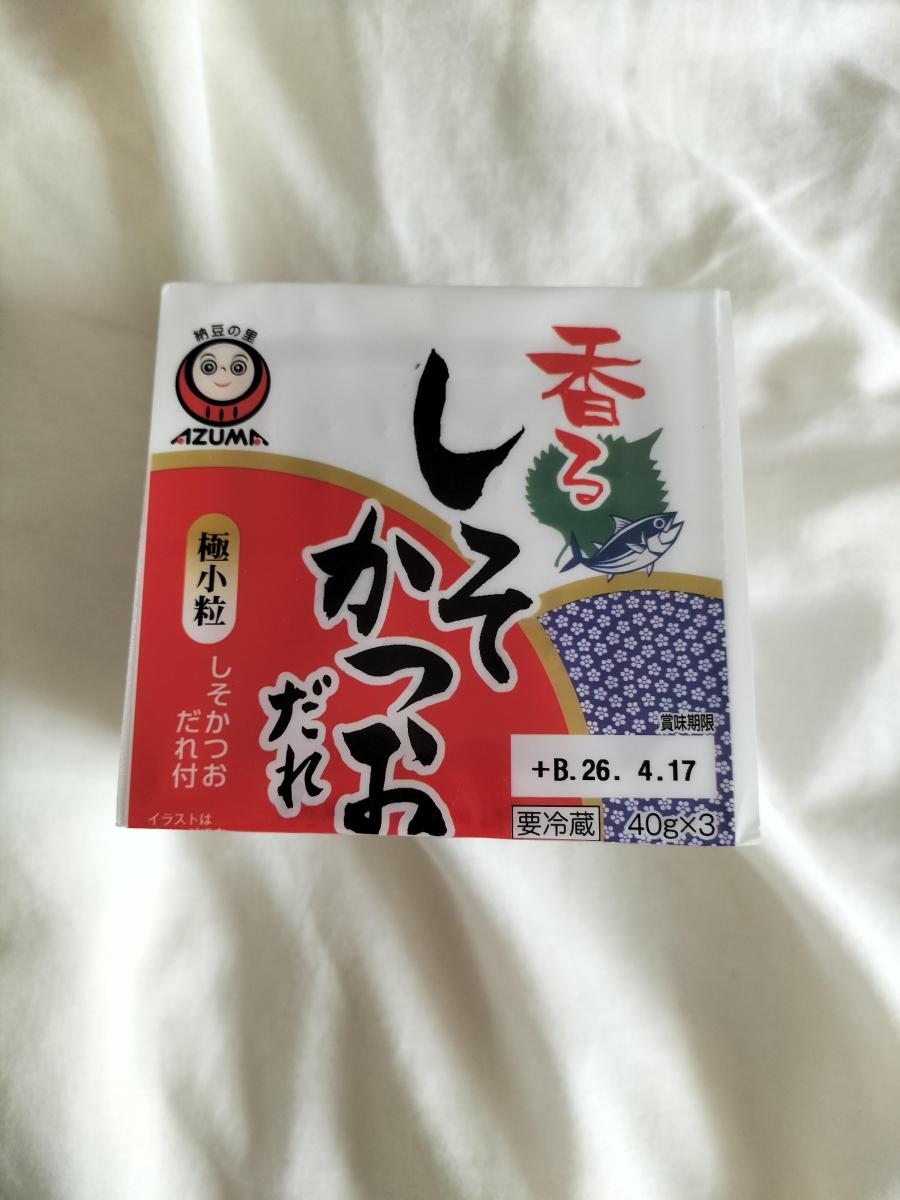 納豆の里
AZUMA
香る
しそ
かつお
だれ
極小粒
しそかつお
だれ付
イラストは
賞味期限
+B.26. 4.17
要冷蔵
40g×3